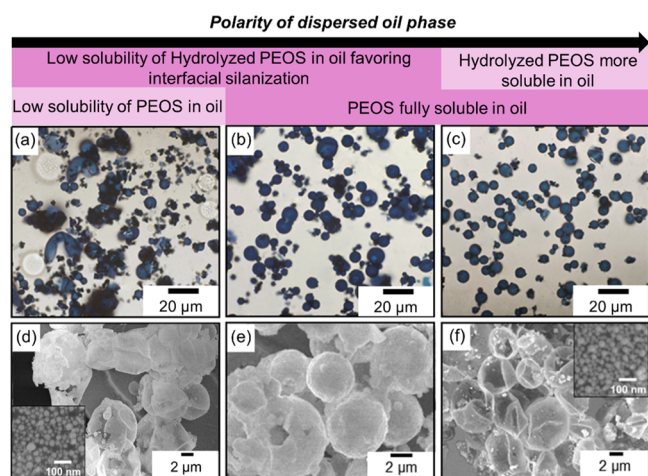 Polarity of dispersed oil phase
Low solubility of Hydrolyzed PEOS in oil favoring
interfacial silanization
Hydrolyzed PEOS more
soluble in oil
Low solubility of PEOS in oil
PEOS fully soluble in oil
(a)
(b)
(c)
20 µm
20 µm
20 µm
(d)
(e)
(f)
100 nm
100 nm
2 µm
2 µm
2 µm